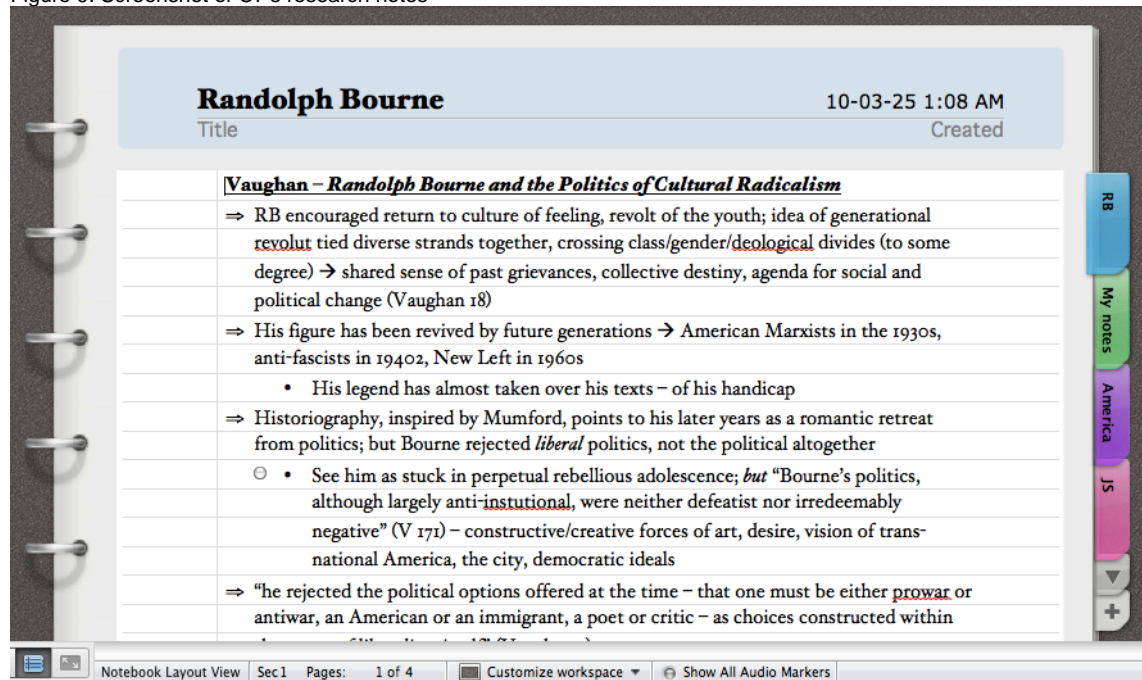 Figure 9. Screenshot of GP's research notes
Randolph Bourne
10-03-25 1:08 AM
Title
Created
Vaughan – Randolph Bourne and the Politics of Cultural Radicalism
⇒ RB encouraged return to culture of feeling, revolt of the youth; idea of generational
revolut tied diverse strands together, crossing class/gender/deological divides (to some
degree) → shared sense of past grievances, collective destiny, agenda for social and
political change (Vaughan 18)
⇒ His figure has been revived by future generations → American Marxists in the 1930s,
anti-fascists in 19402, New Left in 1960s
• His legend has almost taken over his texts – of his handicap
⇒ Historiography, inspired by Mumford, points to his later years as a romantic retreat
from politics; but Bourne rejected liberal politics, not the political altogether
• See him as stuck in perpetual rebellious adolescence; but “Bourne’s politics,
although largely anti-instutional, were neither defeatist nor irredeemably
negative” (V 171) – constructive/creative forces of art, desire, vision of trans-
national America, the city, democratic ideals
⇒ “he rejected the political options offered at the time – that one must be either prowar or
antiwar, an American or an immigrant, a poet or critic – as choices constructed within
RB
My notes
America
JS
Notebook Layout View Sec 1 Pages: 1 of 4 Customize workspace Show All Audio Markers